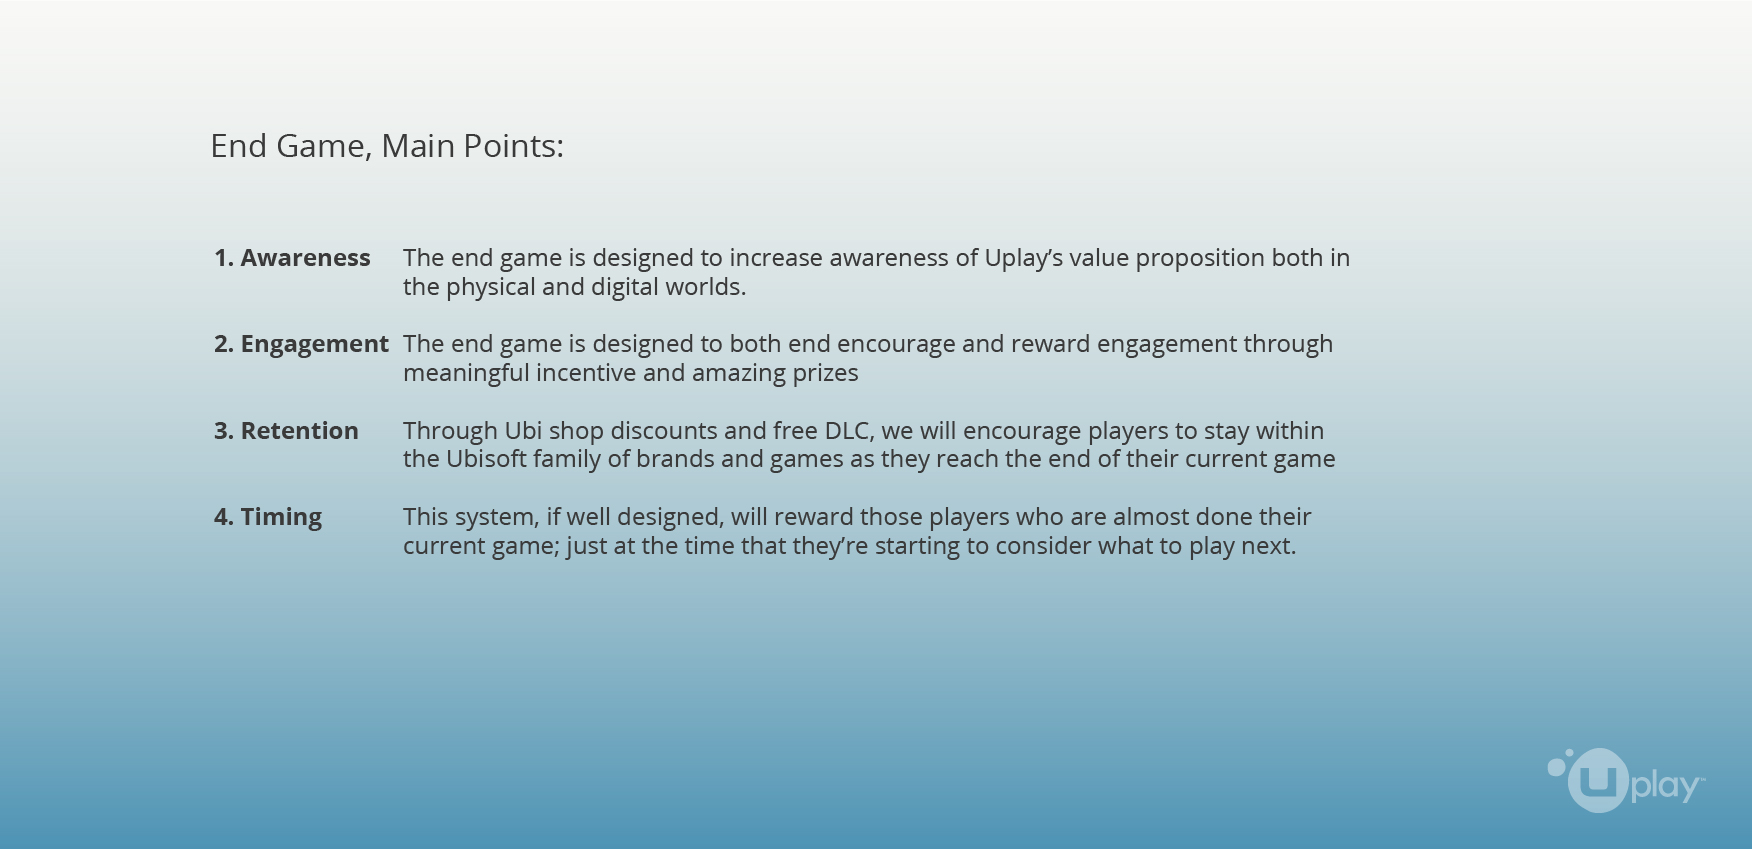 End Game, Main Points:
1. Awareness The end game is designed to increase awareness of Uplay’s value proposition both in
the physical and digital worlds.
2. Engagement The end game is designed to both end encourage and reward engagement through
meaningful incentive and amazing prizes
3. Retention Through Ubi shop discounts and free DLC, we will encourage players to stay within
the Ubisoft family of brands and games as they reach the end of their current game
4. Timing This system, if well designed, will reward those players who are almost done their
current game; just at the time that they’re starting to consider what to play next.
Uplay™